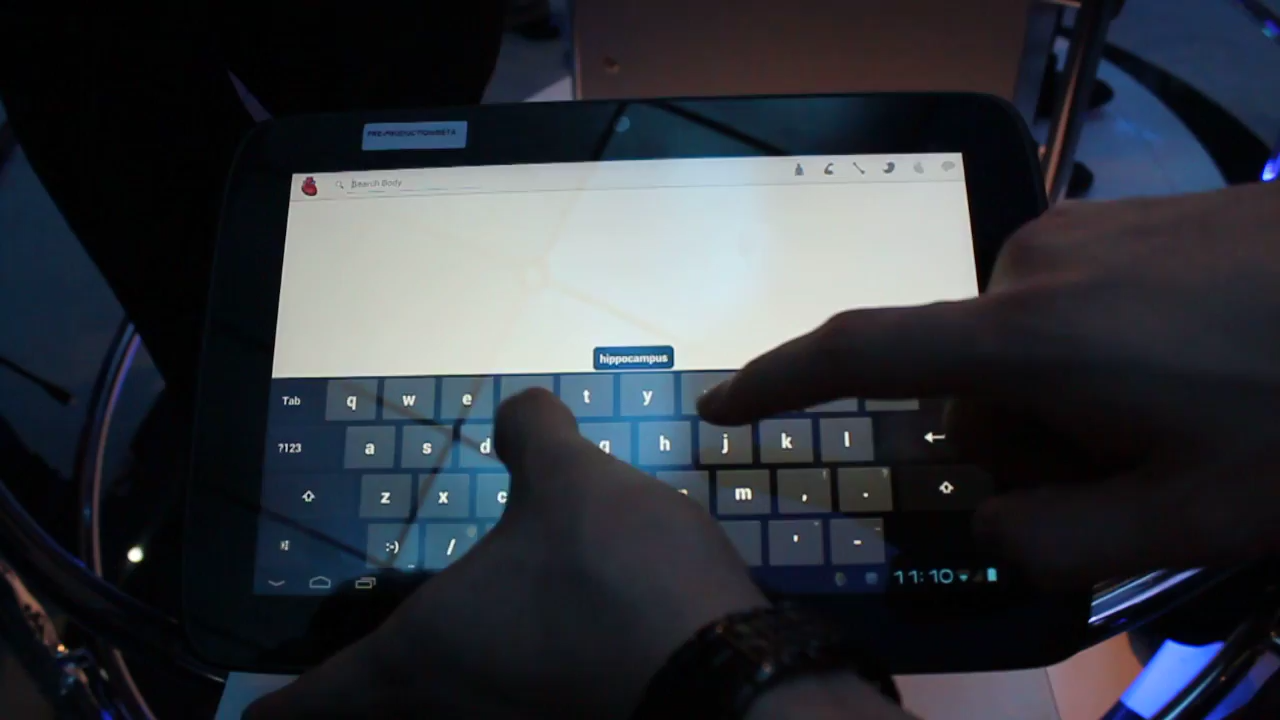 PRE-PRODUCTION/BETA
Search Body
hippocampus
Tab q w e t y
?123 a s d g h j k l
z x c m , .
:-) / ' -
11:10